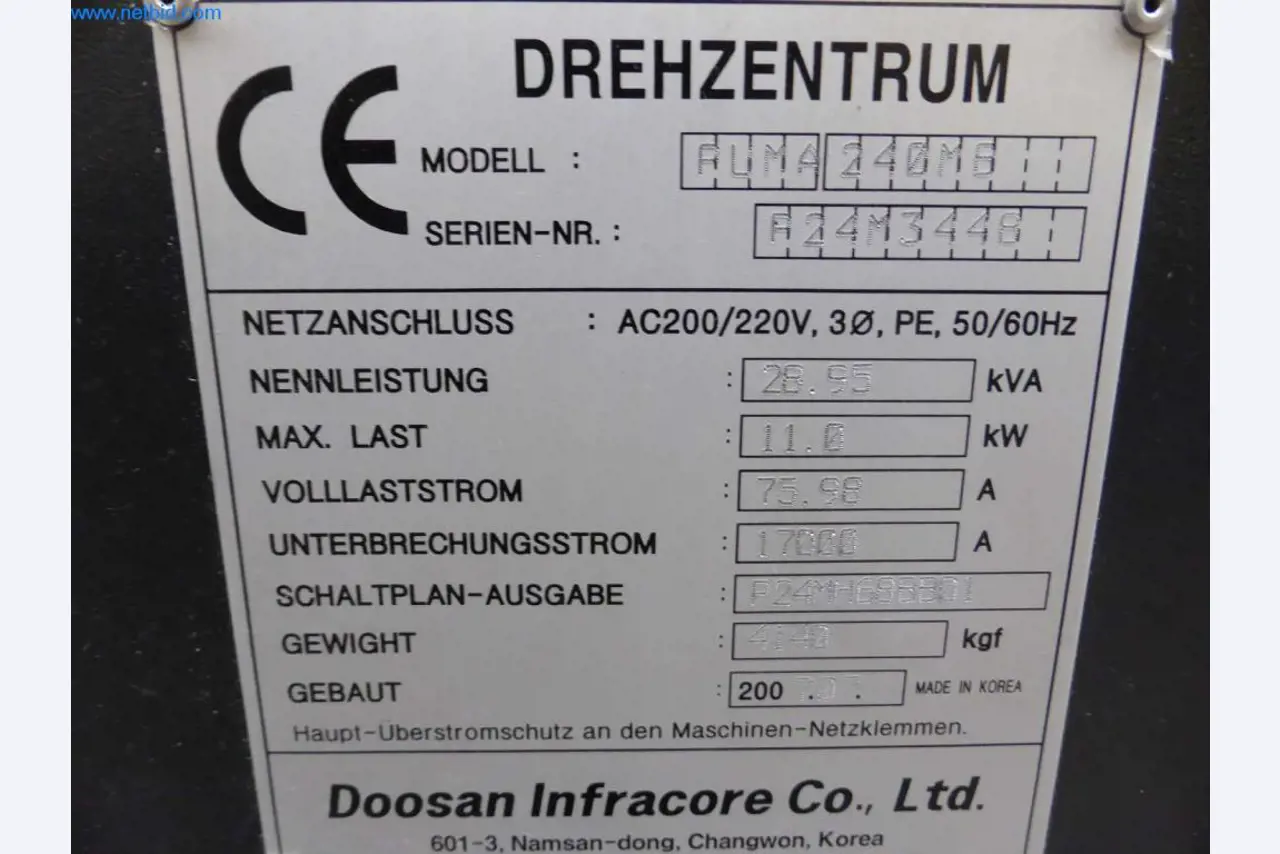 www.netbid.com
CE
DREHZENTRUM
MODELL : PUMA 240MS
SERIEN-NR. : P24M3448
NETZANSCHLUSS : AC200/220V, 3Ø, PE, 50/60Hz
NENNLEISTUNG : 28.95 kVA
MAX. LAST : 11.0 kW
VOLLLASTSTROM : 75.98 A
UNTERBRECHUNGSSTROM : 17000 A
SCHALTPLAN-AUSGABE :
GEWIGHT : kgf
GEBAUT : 200 MADE IN KOREA
Haupt-Überstromschutz an den Maschinen-Netzklemmen.
Doosan Infracore Co., Ltd.
601-3, Namsan-dong, Changwon, Korea